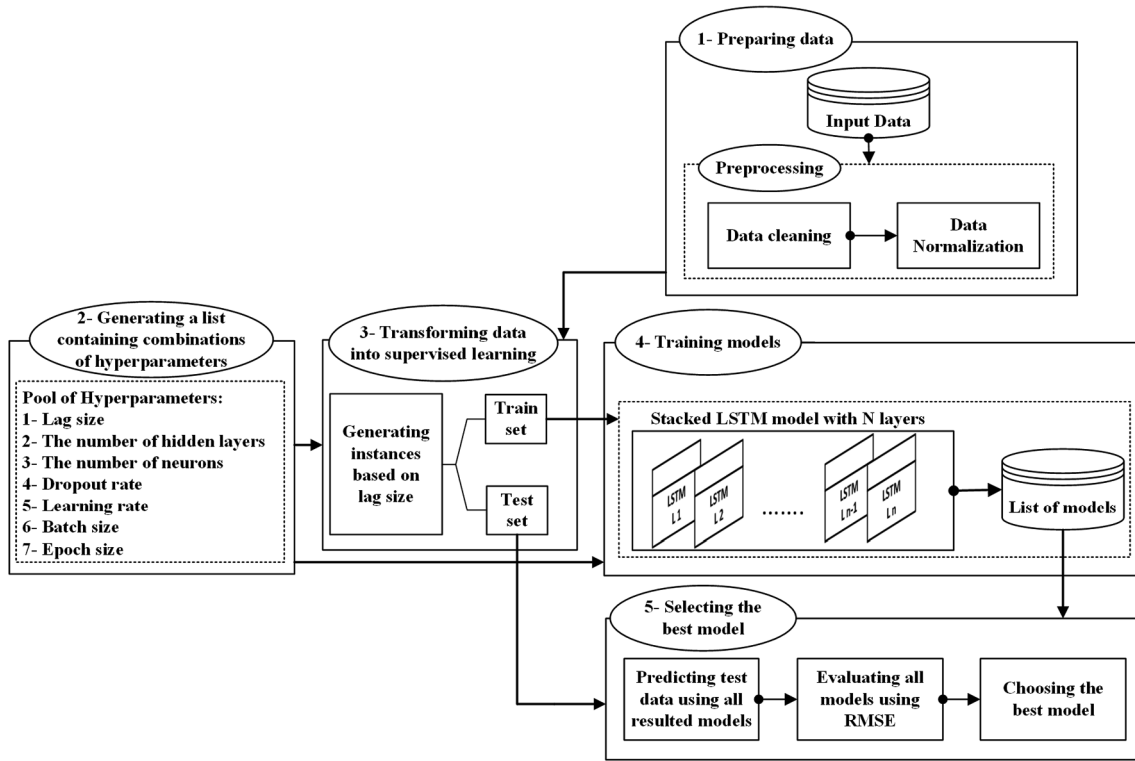 1- Preparing data
Input Data
Preprocessing
Data cleaning
Data
Normalization
2- Generating a list
containing combinations
of hyperparameters
Pool of Hyperparameters:
1- Lag size
2- The number of hidden layers
3- The number of neurons
4- Dropout rate
5- Learning rate
6- Batch size
7- Epoch size
3- Transforming data
into supervised learning
Generating
instances
based on
lag size
Train
set
Test
set
4- Training models
Stacked LSTM model with N layers
LSTM
L 1
LSTM
L 2
.......
LSTM
L n-1
LSTM
L n
List of models
5- Selecting the
best model
Predicting test
data using all
resulted models
Evaluating all
models using
RMSE
Choosing the
best model